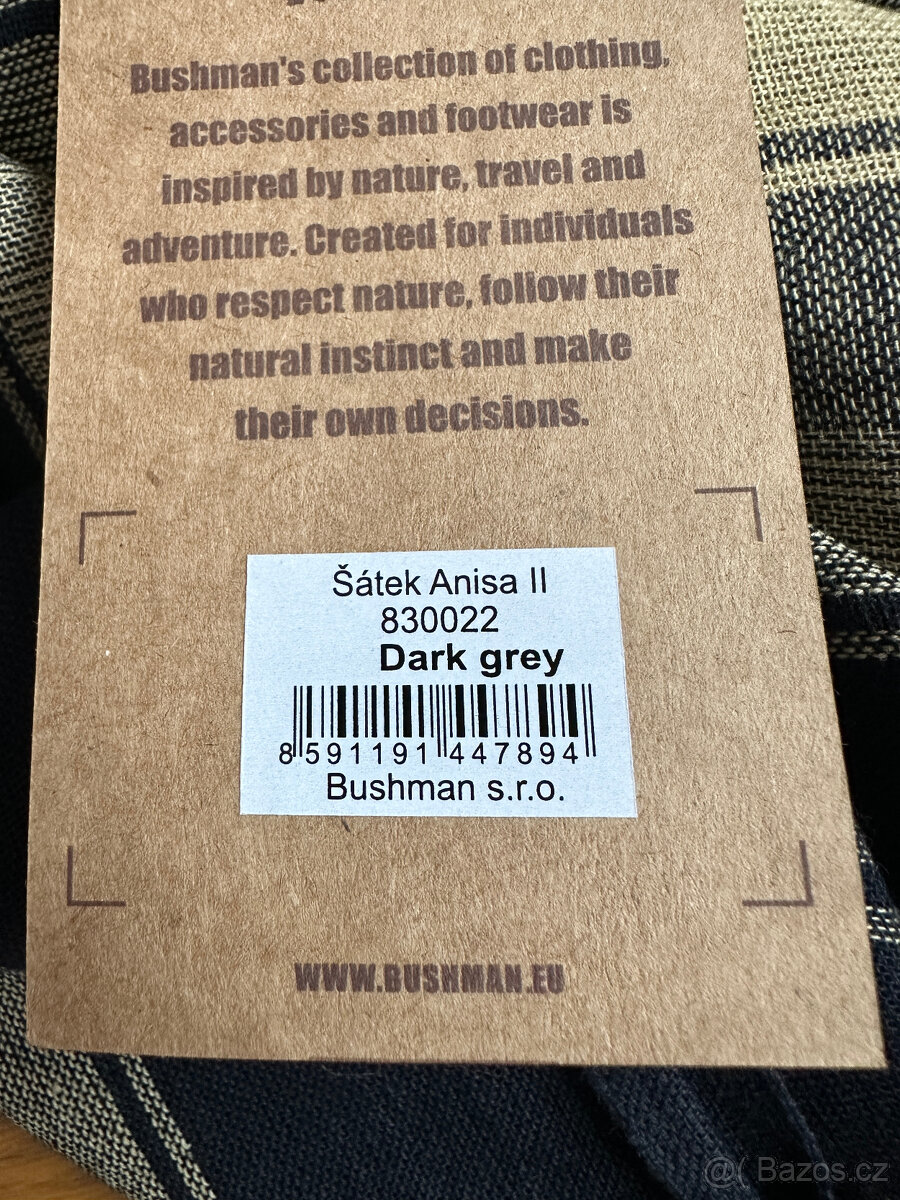 Bushman's collection of clothing,
accessories and footwear is
inspired by nature, travel and
adventure. Created for individuals
who respect nature, follow their
natural instinct and make
their own decisions.
Šátek Anisa II
830022
Dark grey
8 591191 447894
Bushman s.r.o.
WWW.BUSHMAN.EU
@( Bazos.cz